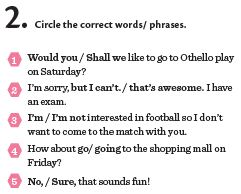 2. Circle the correct words/ phrases.
1 Would you / Shall we like to go to Othello play
on Saturday?
2 I'm sorry, but I can't. / that's awesome. I have
an exam.
3 I'm / I'm not interested in football so I don't
want to come to the match with you.
4 How about go/ going to the shopping mall on
Friday?
5 No, / Sure, that sounds fun!